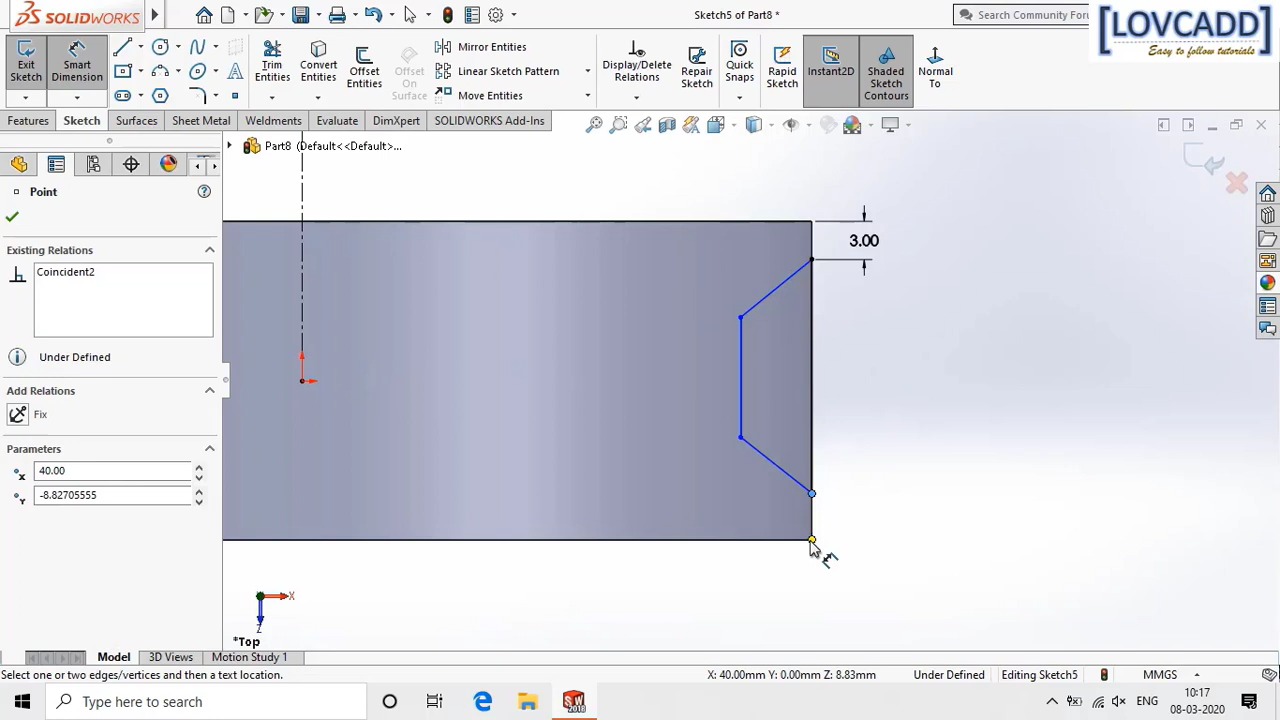 SOLIDWORKS
Sketch5 of Part8 *
Search Community Foru
[LOVCADD]
Easy to follow tutorials
Exit Sketch
Smart Dimension
Trim Entities
Convert Entities
Offset Entities
Offset On Surface
Mirror Entities
Linear Sketch Pattern
Move Entities
Display/Delete Relations
Repair Sketch
Quick Snaps
Rapid Sketch
Instant2D
Shaded Sketch Contours
Normal To
Features
Sketch
Surfaces
Sheet Metal
Weldments
Evaluate
DimXpert
SOLIDWORKS Add-Ins
Part8 (Default<<Default>...
Point
Existing Relations
Coincident2
Under Defined
Add Relations
Fix
Parameters
40.00
-8.82705555
3.00
X
Z
*Top
Model
3D Views
Motion Study 1
Select one or two edges/vertices and then a text location.
X: 40.00mm Y: 0.00mm Z: 8.83mm
Under Defined
Editing Sketch5
MMGS
Type here to search
SW
2018
ENG
10:17
08-03-2020